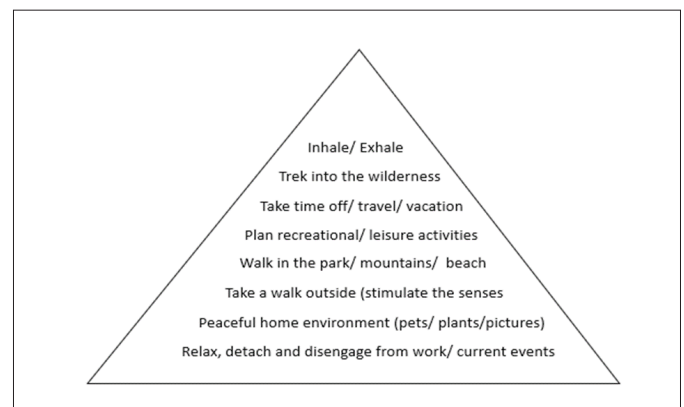 Inhale/ Exhale
Trek into the wilderness
Take time off/ travel/ vacation
Plan recreational/ leisure activities
Walk in the park/ mountains/  beach
Take a walk outside (stimulate the senses
Peaceful home environment (pets/ plants/pictures)
Relax, detach and disengage from work/ current events